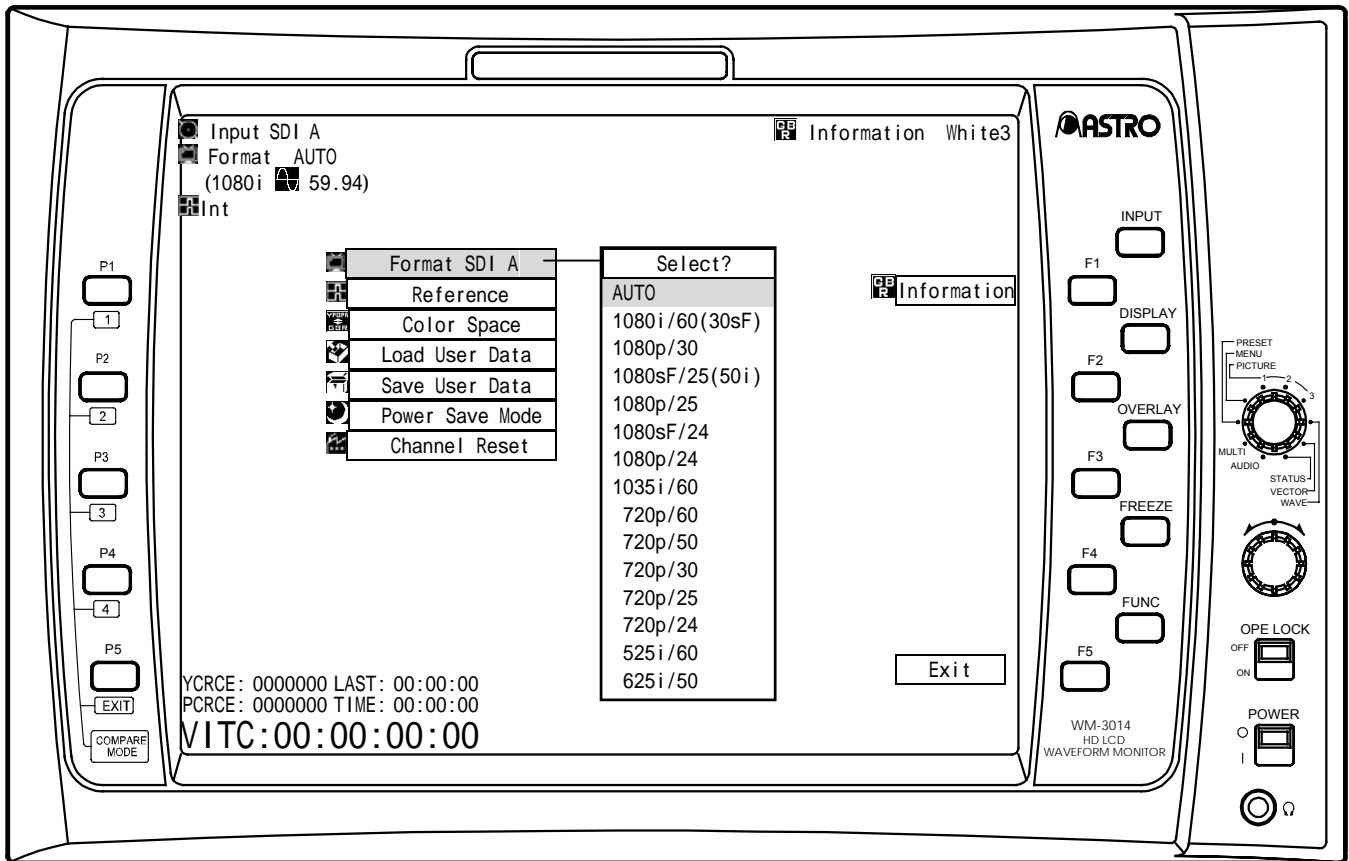 Input SDI A
Format AUTO
(1080i 59.94)
Int
GB
R
Information White3
Format SDI A
Reference
Color Space
Load User Data
Save User Data
Power Save Mode
Channel Reset
Select?
AUTO
1080i/60(30sF)
1080p/30
1080sF/25(50i)
1080p/25
1080sF/24
1080p/24
1035i/60
720p/60
720p/50
720p/30
720p/25
720p/24
525i/60
625i/50
GB
R
Information
Exit
YCRCE: 0000000 LAST: 00:00:00
PCRCE: 0000000 TIME: 00:00:00
VITC:00:00:00:00
P1
1
P2
2
P3
3
P4
4
P5
EXIT
COMPARE
MODE
ASTRO
INPUT
F1
DISPLAY
F2
OVERLAY
F3
FREEZE
F4
FUNC
F5
WM-3014
HD LCD
WAVEFORM MONITOR
PRESET
MENU
PICTURE
1
2
3
MULTI
AUDIO
STATUS
VECTOR
WAVE
OPE LOCK
OFF
ON
POWER